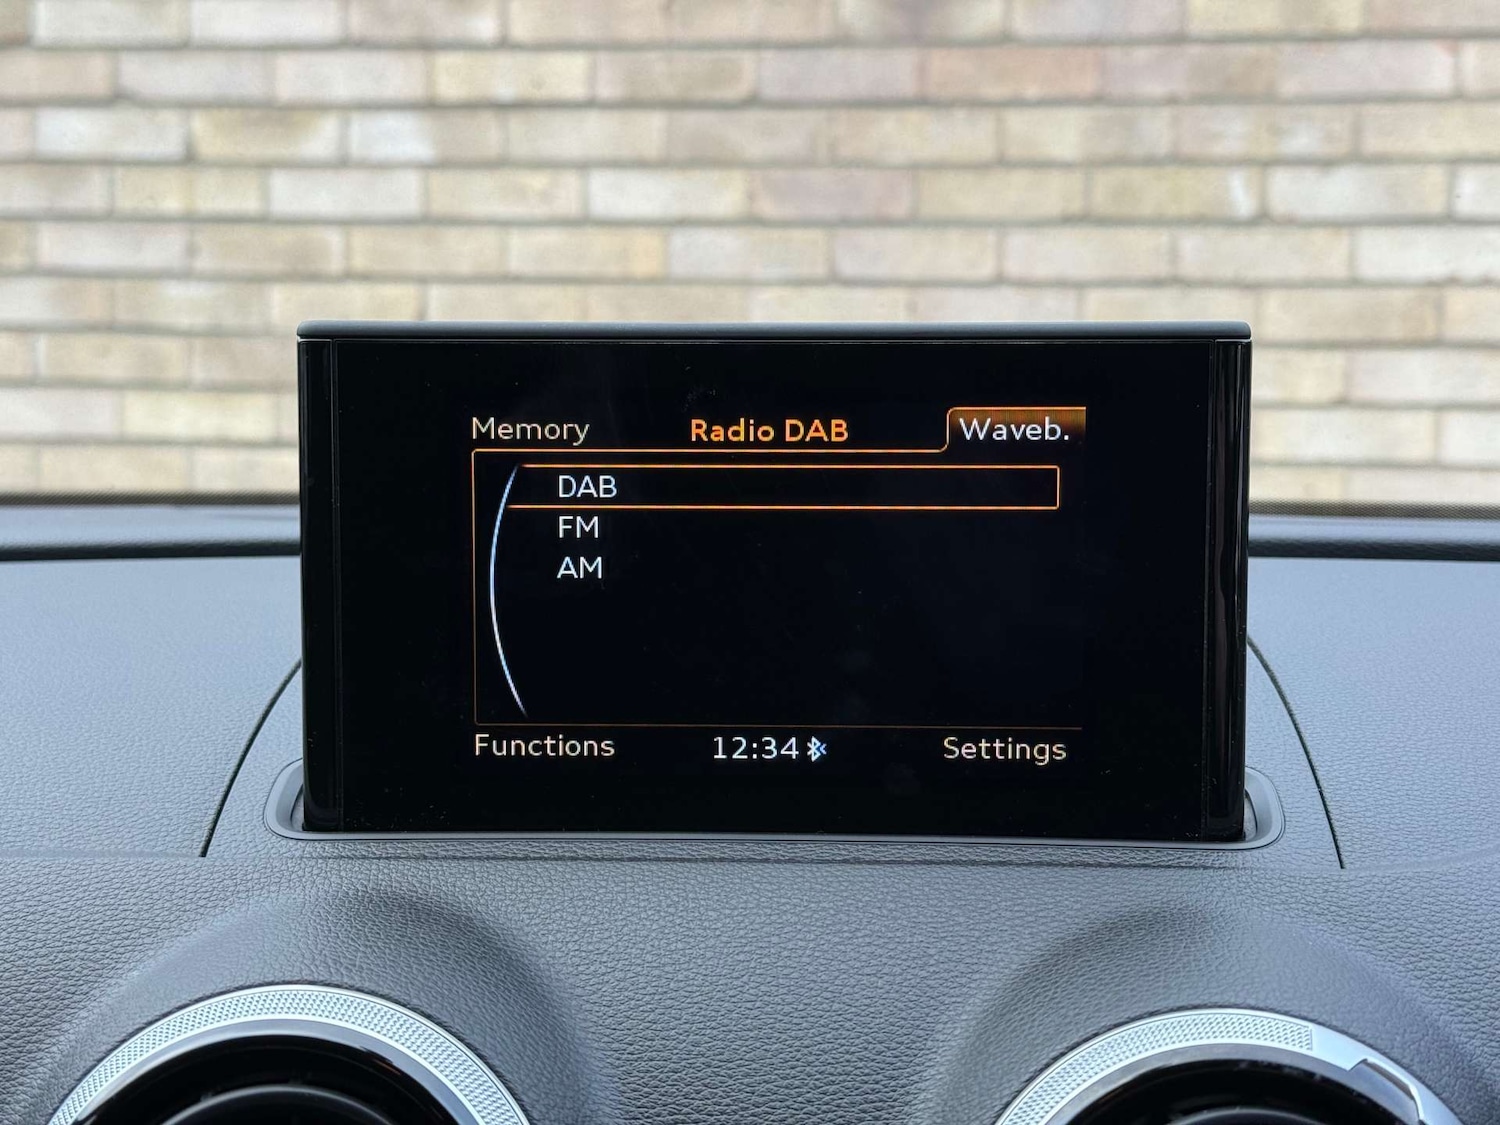 Memory Radio DAB Waveb.
DAB
FM
AM
Functions 12:34 Settings